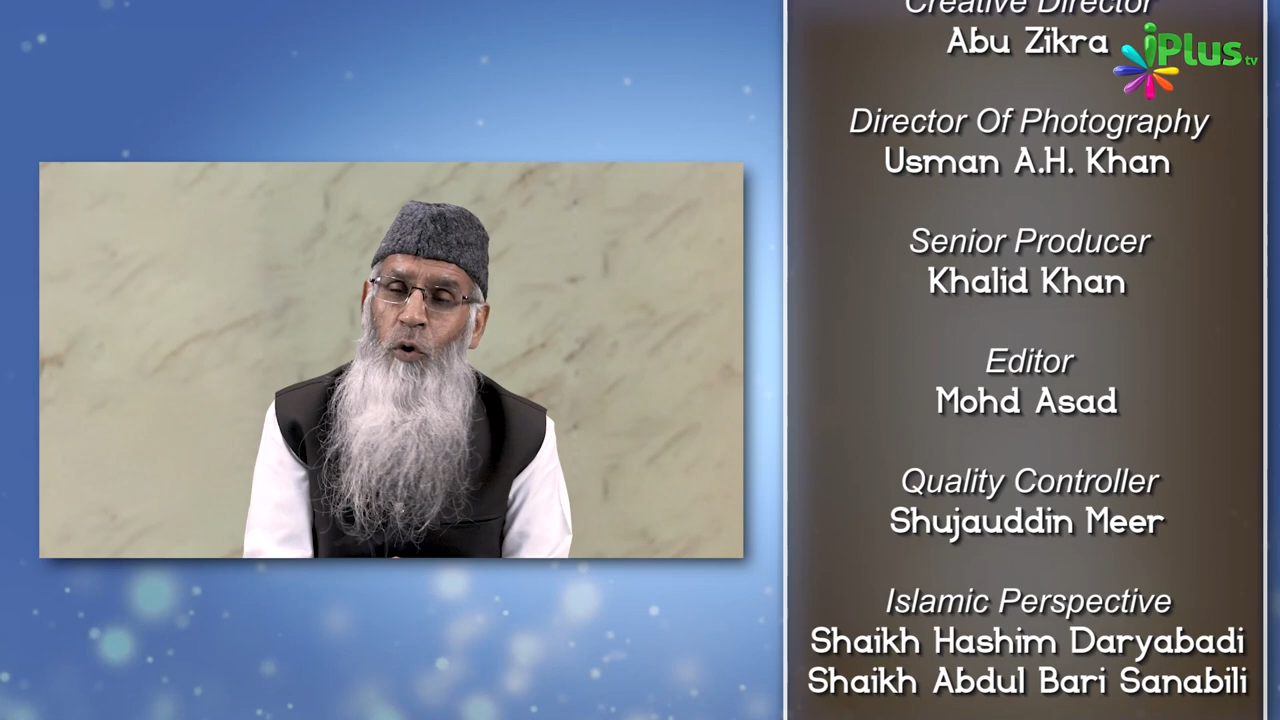 Creative Director
Abu Zikra
iPlus tv
Director Of Photography
Usman A.H. Khan
Senior Producer
Khalid Khan
Editor
Mohd Asad
Quality Controller
Shujauddin Meer
Islamic Perspective
Shaikh Hashim Daryabadi
Shaikh Abdul Bari Sanabili